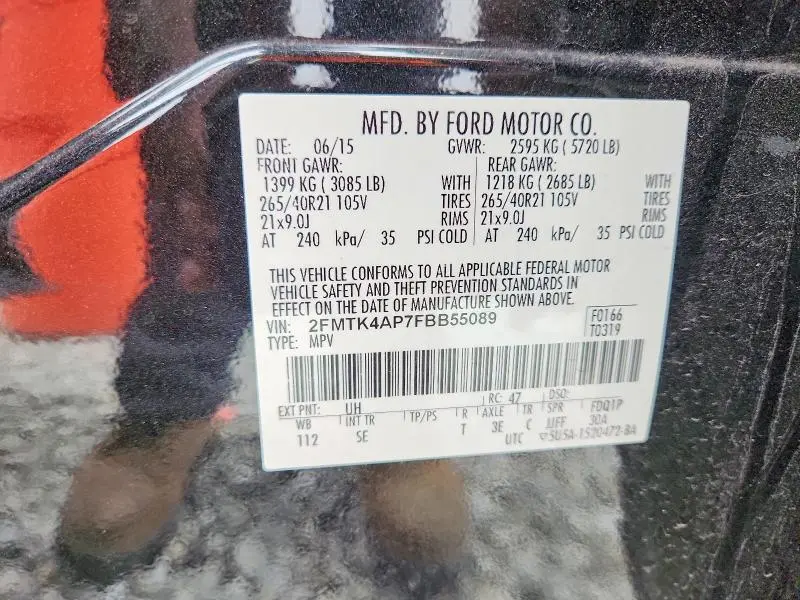 MFD. BY FORD MOTOR CO.
DATE: 06/15 GVWR: 2595 KG ( 5720 LB)
FRONT GAWR: REAR GAWR:
1399 KG ( 3085 LB) WITH 1218 KG ( 2685 LB) WITH
265/40R21 105V TIRES 265/40R21 105V TIRES
21x9.0J RIMS 21x9.0J RIMS
AT 240 kPa/ 35 PSI COLD AT 240 kPa/ 35 PSI COLD
THIS VEHICLE CONFORMS TO ALL APPLICABLE FEDERAL MOTOR
VEHICLE SAFETY AND THEFT PREVENTION STANDARDS IN
EFFECT ON THE DATE OF MANUFACTURE SHOWN ABOVE.
VIN: 2FMTK4AP7FBB55089 F0166
TYPE: MPV T0319
EXT PNT: UH RC: 47 DSO:
WB INT TR TP/PS R AXLE TR SPR FDQ1P
112 SE T 3E C JJFF 30A
UTC 5U5A-1520472-BA